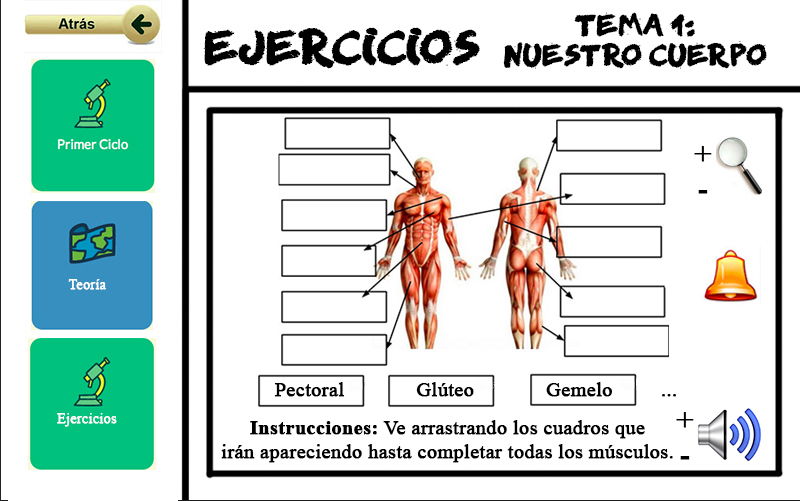 Atrás
EJERCICIOS
TEMA 1:
NUESTRO CUERPO
Primer Ciclo
Teoría
Ejercicios
+
-
Pectoral
Glúteo
Gemelo
...
Instrucciones: Ve arrastrando los cuadros que
irán apareciendo hasta completar todas los músculos.
+
-